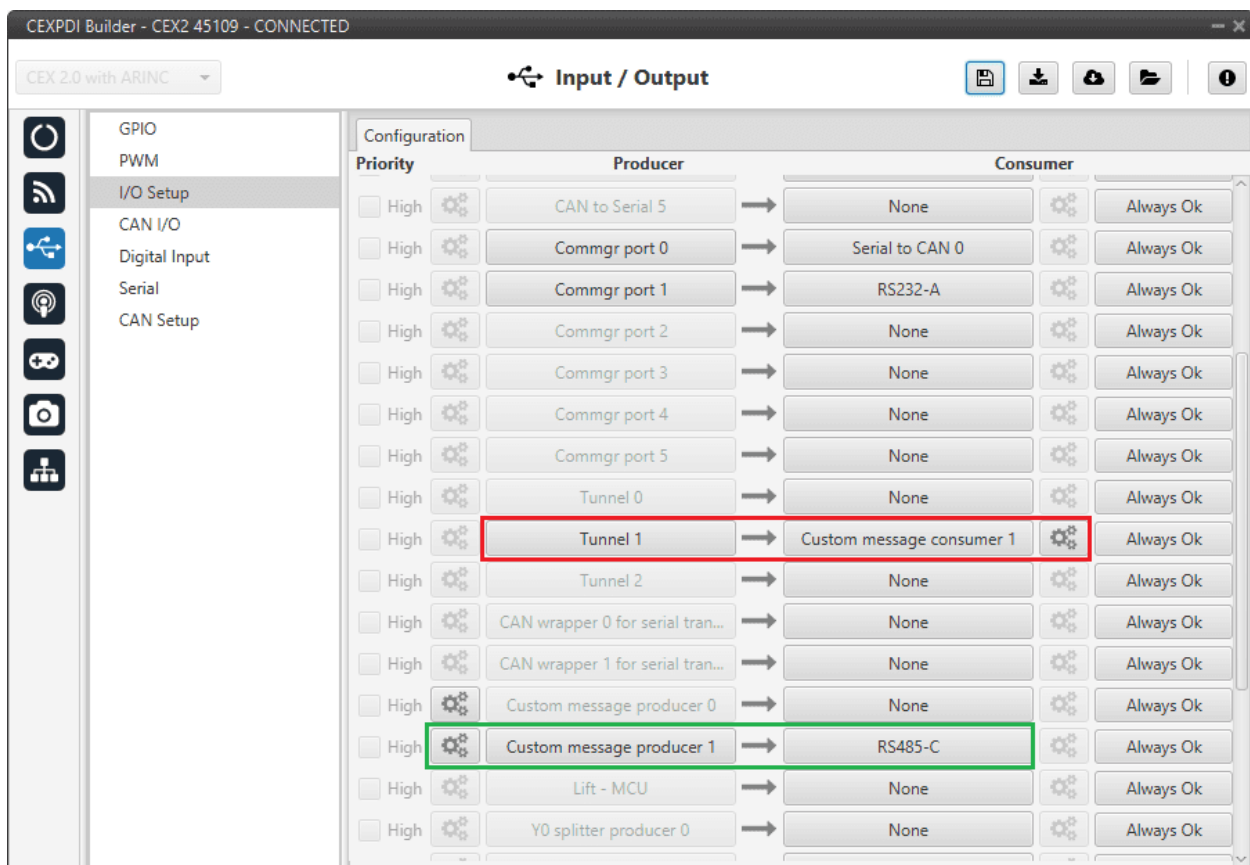 CEXPDI Builder - CEX2 45109 - CONNECTED
CEX 2.0 with ARINC
Input / Output
GPIO
PWM
I/O Setup
CAN I/O
Digital Input
Serial
CAN Setup
Configuration
Priority Producer Consumer
High CAN to Serial 5 None Always Ok
High Commgr port 0 Serial to CAN 0 Always Ok
High Commgr port 1 RS232-A Always Ok
High Commgr port 2 None Always Ok
High Commgr port 3 None Always Ok
High Commgr port 4 None Always Ok
High Commgr port 5 None Always Ok
High Tunnel 0 None Always Ok
High Tunnel 1 Custom message consumer 1 Always Ok
High Tunnel 2 None Always Ok
High CAN wrapper 0 for serial tran... None Always Ok
High CAN wrapper 1 for serial tran... None Always Ok
High Custom message producer 0 None Always Ok
High Custom message producer 1 RS485-C Always Ok
High Lift - MCU None Always Ok
High Y0 splitter producer 0 None Always Ok